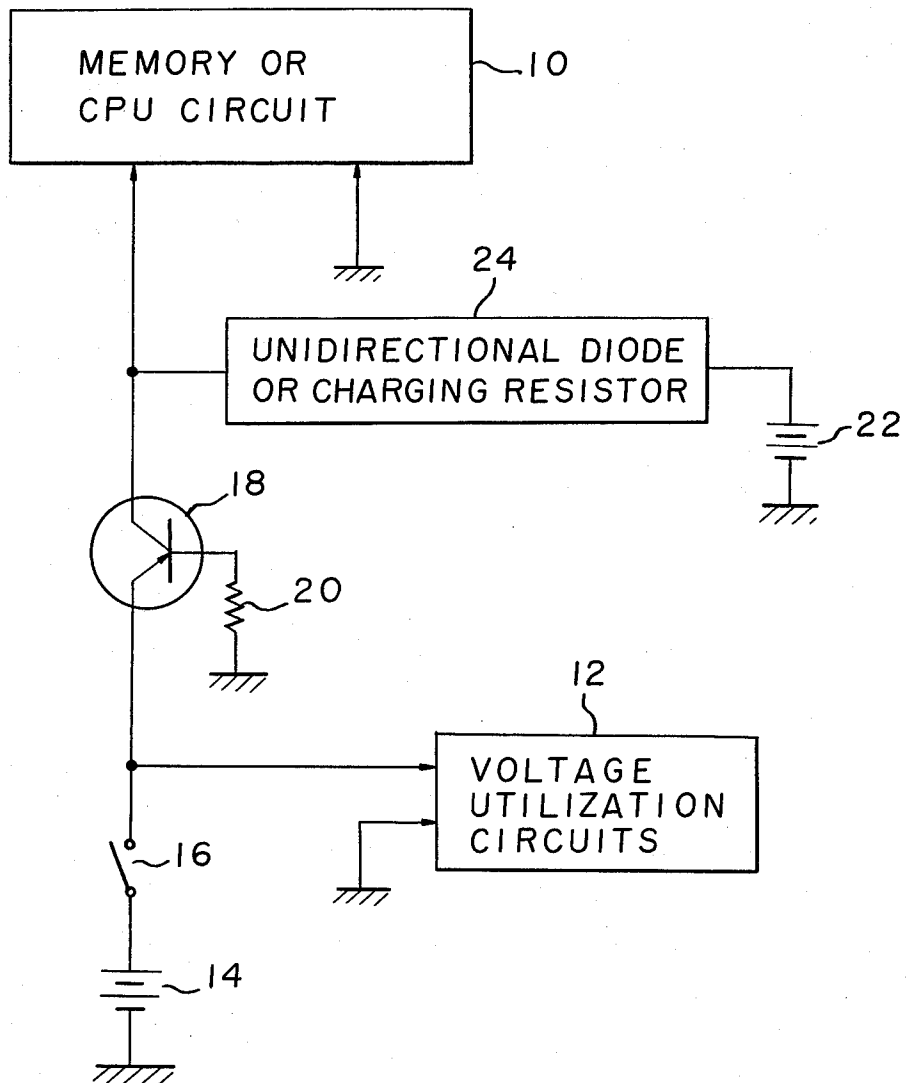 MEMORY OR
CPU CIRCUIT
10
24
UNIDIRECTIONAL DIODE
OR CHARGING RESISTOR
22
18
20
12
VOLTAGE
UTILIZATION
CIRCUITS
16
14